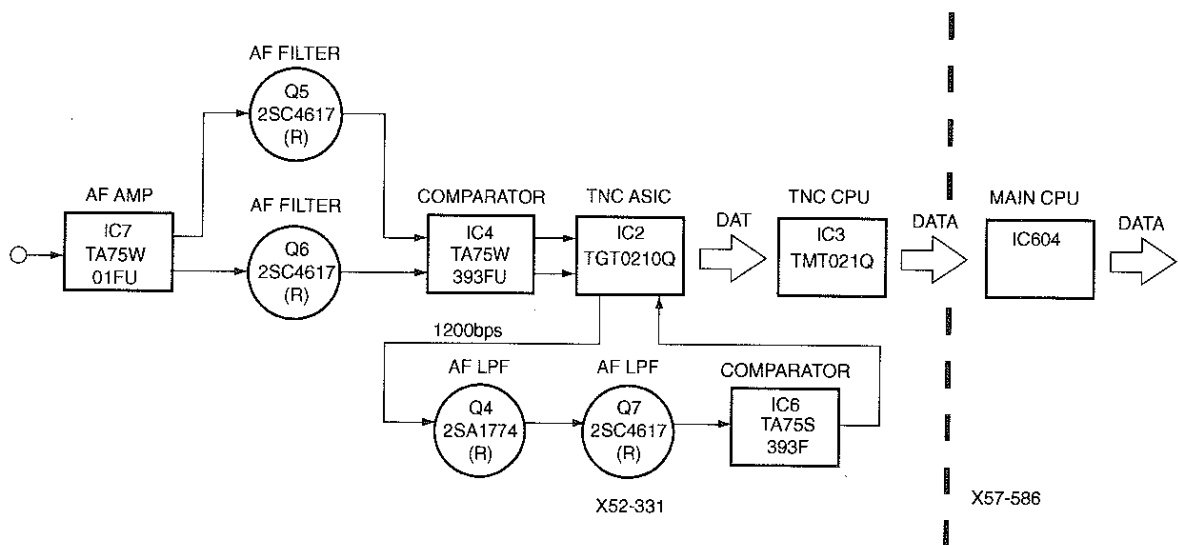 AF FILTER
Q5
2SC4617
(R)
AF AMP
IC7
TA75W
01FU
AF FILTER
Q6
2SC4617
(R)
COMPARATOR
IC4
TA75W
393FU
TNC ASIC
IC2
TGT0210Q
DAT
TNC CPU
IC3
TMT021Q
DATA
MAIN CPU
IC604
DATA
1200bps
AF LPF
Q4
2SA1774
(R)
AF LPF
Q7
2SC4617
(R)
COMPARATOR
IC6
TA75S
393F
X52-331
X57-586